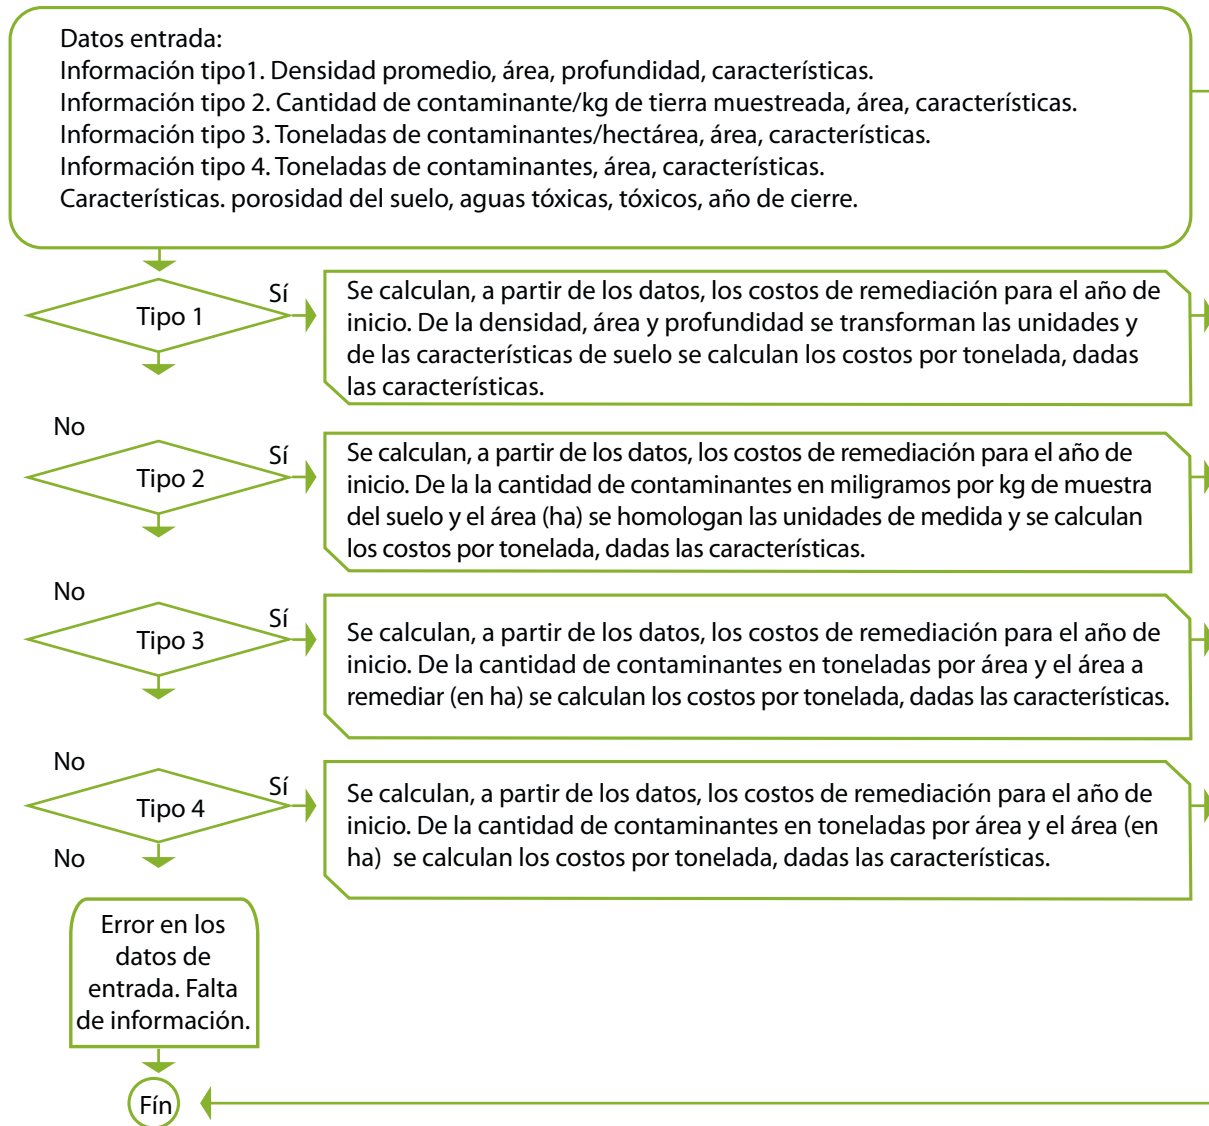 Datos entrada:
Información tipo1. Densidad promedio, área, profundidad, características.
Información tipo 2. Cantidad de contaminante/kg de tierra muestreada, área, características.
Información tipo 3. Toneladas de contaminantes/hectárea, área, características.
Información tipo 4. Toneladas de contaminantes, área, características.
Características. porosidad del suelo, aguas tóxicas, tóxicos, año de cierre.
Tipo 1
Sí
Se calculan, a partir de los datos, los costos de remediación para el año de
inicio. De la densidad, área y profundidad se transforman las unidades y
de las características de suelo se calculan los costos por tonelada, dadas
las características.
No
Tipo 2
Sí
Se calculan, a partir de los datos, los costos de remediación para el año de
inicio. De la la cantidad de contaminantes en miligramos por kg de muestra
del suelo y el área (ha) se homologan las unidades de medida y se calculan
los costos por tonelada, dadas las características.
No
Tipo 3
Sí
Se calculan, a partir de los datos, los costos de remediación para el año de
inicio. De la cantidad de contaminantes en toneladas por área y el área a
remediar (en ha) se calculan los costos por tonelada, dadas las características.
No
Tipo 4
Sí
Se calculan, a partir de los datos, los costos de remediación para el año de
inicio. De la cantidad de contaminantes en toneladas por área y el área (en
ha) se calculan los costos por tonelada, dadas las características.
No
Error en los
datos de
entrada. Falta
de información.
Fín